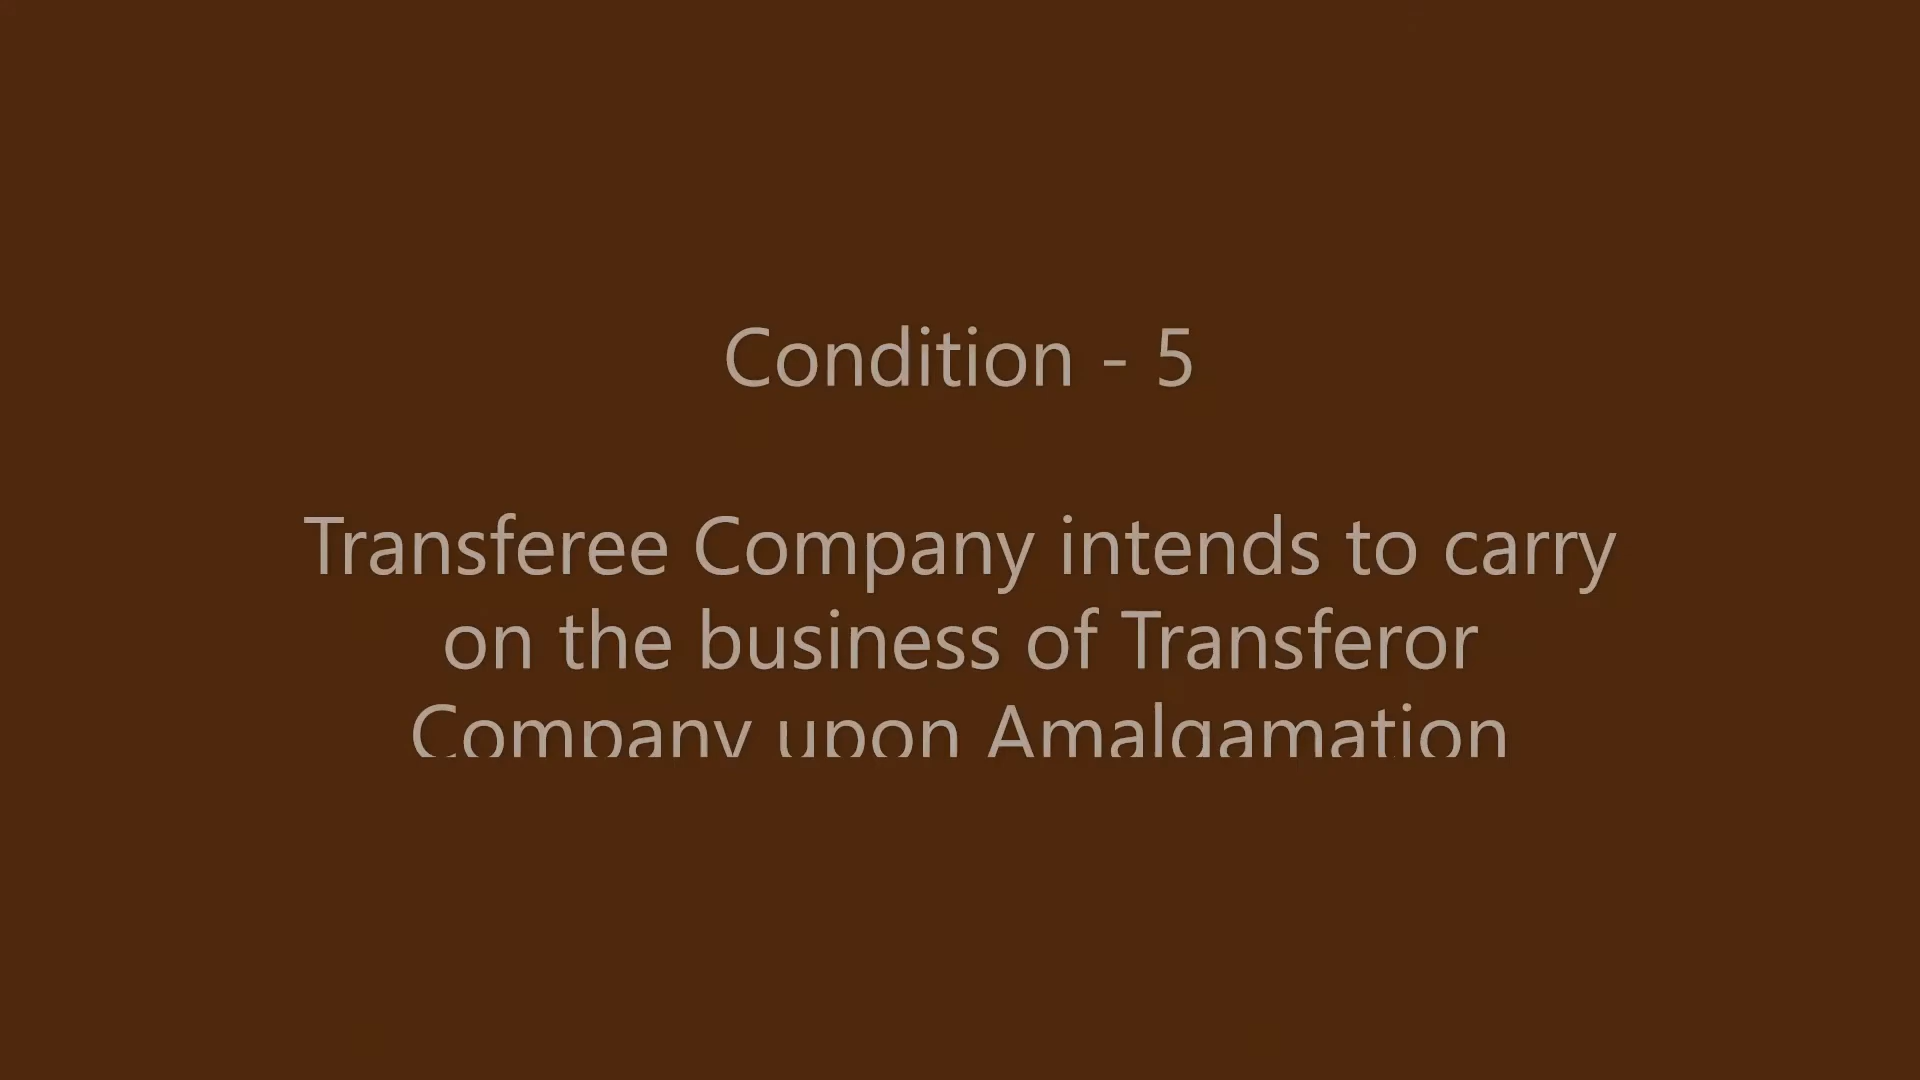 Condition - 5
Transferee Company intends to carry
on the business of Transferor
Company upon Amalgamation